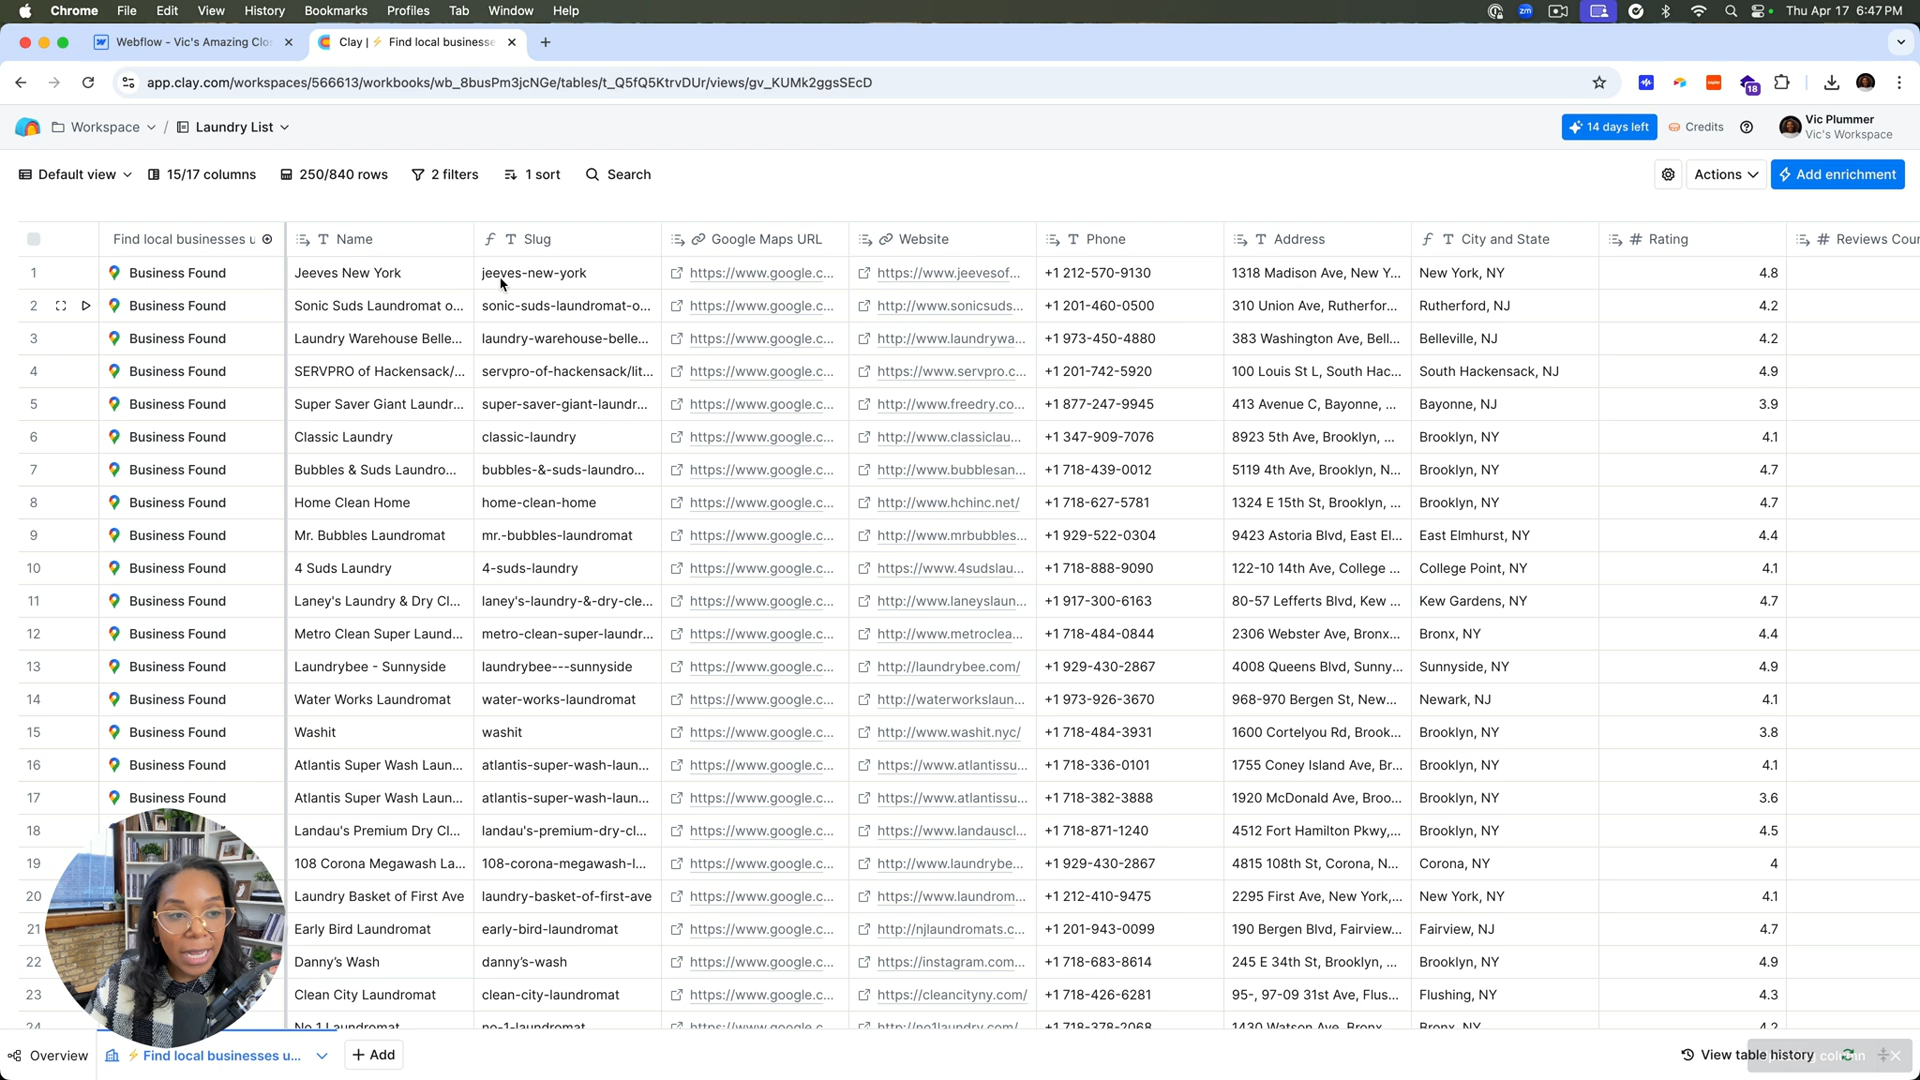 Chrome File Edit View History Bookmarks Profiles Tab Window Help zm Thu Apr 17 6:47 PM
Webflow - Vic's Amazing Clo
Clay | ⚡ Find local businesse
app.clay.com/workspaces/566613/workbooks/wb_8busPm3jcNGe/tables/t_Q5fQ5KtrvDUr/views/gv_KUMk2ggsSEcD 18
Workspace / Laundry List 14 days left Credits Vic Plummer
Vic's Workspace
Default view 15/17 columns 250/840 rows 2 filters 1 sort Search Actions Add enrichment
Find local businesses u Name Slug Google Maps URL Website Phone Address City and State Rating Reviews Cou
1 Business Found Jeeves New York jeeves-new-york https://www.google.c... https://www.jeevesof... +1 212-570-9130 1318 Madison Ave, New Y... New York, NY 4.8
2 Business Found Sonic Suds Laundromat o... sonic-suds-laundromat-o... https://www.google.c... http://www.sonicsuds... +1 201-460-0500 310 Union Ave, Rutherfor... Rutherford, NJ 4.2
3 Business Found Laundry Warehouse Belle... laundry-warehouse-belle... https://www.google.c... http://www.laundrywa... +1 973-450-4880 383 Washington Ave, Bell... Belleville, NJ 4.2
4 Business Found SERVPRO of Hackensack/... servpro-of-hackensack/lit... https://www.google.c... https://www.servpro.c... +1 201-742-5920 100 Louis St L, South Hac... South Hackensack, NJ 4.9
5 Business Found Super Saver Giant Laundr... super-saver-giant-laundr... https://www.google.c... http://www.freedry.co... +1 877-247-9945 413 Avenue C, Bayonne, ... Bayonne, NJ 3.9
6 Business Found Classic Laundry classic-laundry https://www.google.c... http://www.classiclau... +1 347-909-7076 8923 5th Ave, Brooklyn, ... Brooklyn, NY 4.1
7 Business Found Bubbles & Suds Laundro... bubbles-&-suds-laundro... https://www.google.c... http://www.bubblesan... +1 718-439-0012 5119 4th Ave, Brooklyn, N... Brooklyn, NY 4.7
8 Business Found Home Clean Home home-clean-home https://www.google.c... http://www.hchinc.net/ +1 718-627-5781 1324 E 15th St, Brooklyn, ... Brooklyn, NY 4.7
9 Business Found Mr. Bubbles Laundromat mr.-bubbles-laundromat https://www.google.c... http://www.mrbubbles... +1 929-522-0304 9423 Astoria Blvd, East El... East Elmhurst, NY 4.4
10 Business Found 4 Suds Laundry 4-suds-laundry https://www.google.c... https://www.4sudslau... +1 718-888-9090 122-10 14th Ave, College ... College Point, NY 4.1
11 Business Found Laney's Laundry & Dry Cl... laney's-laundry-&-dry-cle... https://www.google.c... http://www.laneyslaun... +1 917-300-6163 80-57 Lefferts Blvd, Kew ... Kew Gardens, NY 4.7
12 Business Found Metro Clean Super Laund... metro-clean-super-laundr... https://www.google.c... http://www.metroclea... +1 718-484-0844 2306 Webster Ave, Bronx... Bronx, NY 4.4
13 Business Found Laundrybee - Sunnyside laundrybee---sunnyside https://www.google.c... http://laundrybee.com/ +1 929-430-2867 4008 Queens Blvd, Sunny... Sunnyside, NY 4.9
14 Business Found Water Works Laundromat water-works-laundromat https://www.google.c... http://waterworkslaun... +1 973-926-3670 968-970 Bergen St, New... Newark, NJ 4.1
15 Business Found Washit washit https://www.google.c... http://www.washit.nyc/ +1 718-484-3931 1600 Cortelyou Rd, Brook... Brooklyn, NY 3.8
16 Business Found Atlantis Super Wash Laun... atlantis-super-wash-laun... https://www.google.c... https://www.atlantissu... +1 718-336-0101 1755 Coney Island Ave, Br... Brooklyn, NY 4.1
17 Business Found Atlantis Super Wash Laun... atlantis-super-wash-laun... https://www.google.c... https://www.atlantissu... +1 718-382-3888 1920 McDonald Ave, Broo... Brooklyn, NY 3.6
18 Landau's Premium Dry Cl... landau's-premium-dry-cl... https://www.google.c... https://www.landauscl... +1 718-871-1240 4512 Fort Hamilton Pkwy,... Brooklyn, NY 4.5
19 108 Corona Megawash La... 108-corona-megawash-l... https://www.google.c... http://www.laundrybe... +1 929-430-2867 4815 108th St, Corona, N... Corona, NY 4
20 Laundry Basket of First Ave laundry-basket-of-first-ave https://www.google.c... http://www.laundrom... +1 212-410-9475 2295 First Ave, New York,... New York, NY 4.1
21 Early Bird Laundromat early-bird-laundromat https://www.google.c... http://njlaundromats.c... +1 201-943-0099 190 Bergen Blvd, Fairview... Fairview, NJ 4.7
22 Danny’s Wash danny’s-wash https://www.google.c... https://instagram.com... +1 718-683-8614 245 E 34th St, Brooklyn, ... Brooklyn, NY 4.9
23 Clean City Laundromat clean-city-laundromat https://www.google.c... https://cleancityny.com/ +1 718-426-6281 95-, 97-09 31st Ave, Flus... Flushing, NY 4.3
24 No 1 Laundromat no-1-laundromat https://www.google.c... http://no1laundry.com/ +1 718-378-2068 1430 Watson Ave, Bronx... Bronx, NY 4.2
Overview ⚡ Find local businesses u... + Add View table history